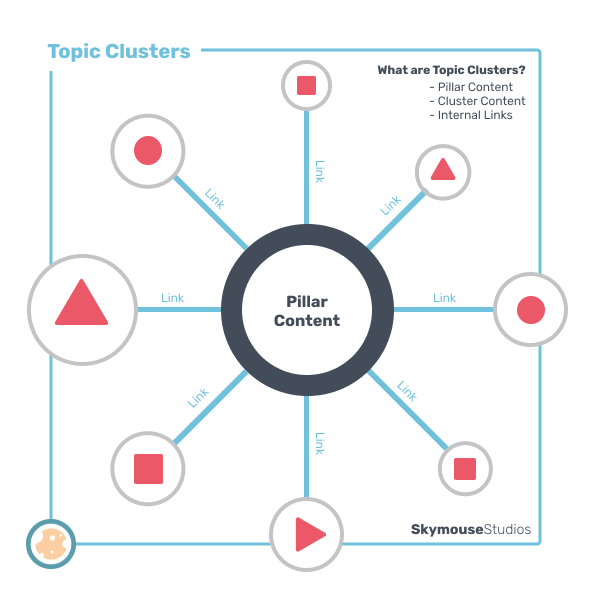 Topic Clusters
What are Topic Clusters?
- Pillar Content
- Cluster Content
- Internal Links
Link
Link
Link
Link
Pillar
Content
Link
Link
Link
Link
SkymouseStudios